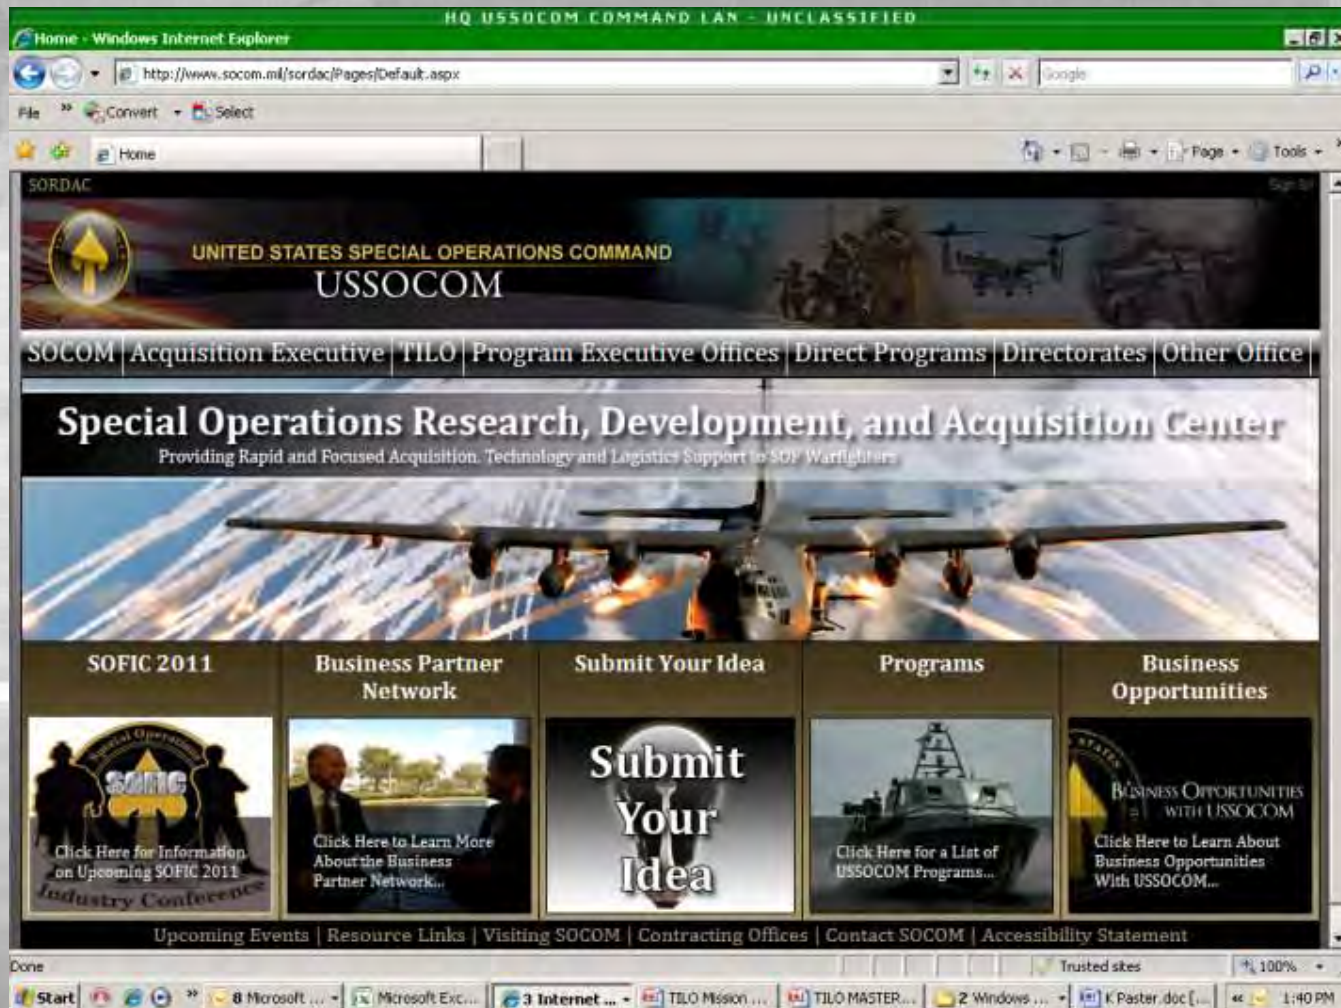 HQ USSOCOM COMMAND LAN - UNCLASSIFIED
Home - Windows Internet Explorer
http://www.socom.mil/sordac/Pages/Default.aspx
Google
File » Convert Select
Home
Page Tools
SORDAC
UNITED STATES SPECIAL OPERATIONS COMMAND
USSOCOM
SOCOM | Acquisition Executive | TILO | Program Executive Offices | Direct Programs | Directorates | Other Office
Special Operations Research, Development, and Acquisition Center
Providing Rapid and Focused Acquisition, Technology and Logistics Support to SOF Warfighters
SOFIC 2011
Business Partner
Network
Submit Your Idea
Programs
Business
Opportunities
Special Operations
SOFIC
Industry Conference
Click Here for Information
on Upcoming SOFIC 2011
Click Here to Learn More
About the Business
Partner Network...
Submit
Your
Idea
Click Here for a List of
USSOCOM Programs...
BUSINESS OPPORTUNITIES
WITH USSOCOM
Click Here to Learn About
Business Opportunities
With USSOCOM...
Upcoming Events | Resource Links | Visiting SOCOM | Contracting Offices | Contact SOCOM | Accessibility Statement
Done
Trusted sites
100%
Start » 8 Microsoft ... Microsoft Exc... 3 Internet ... TILO Mission ... TILO MASTER... 2 Windows ... K Paster.doc [... « 1:40 PM